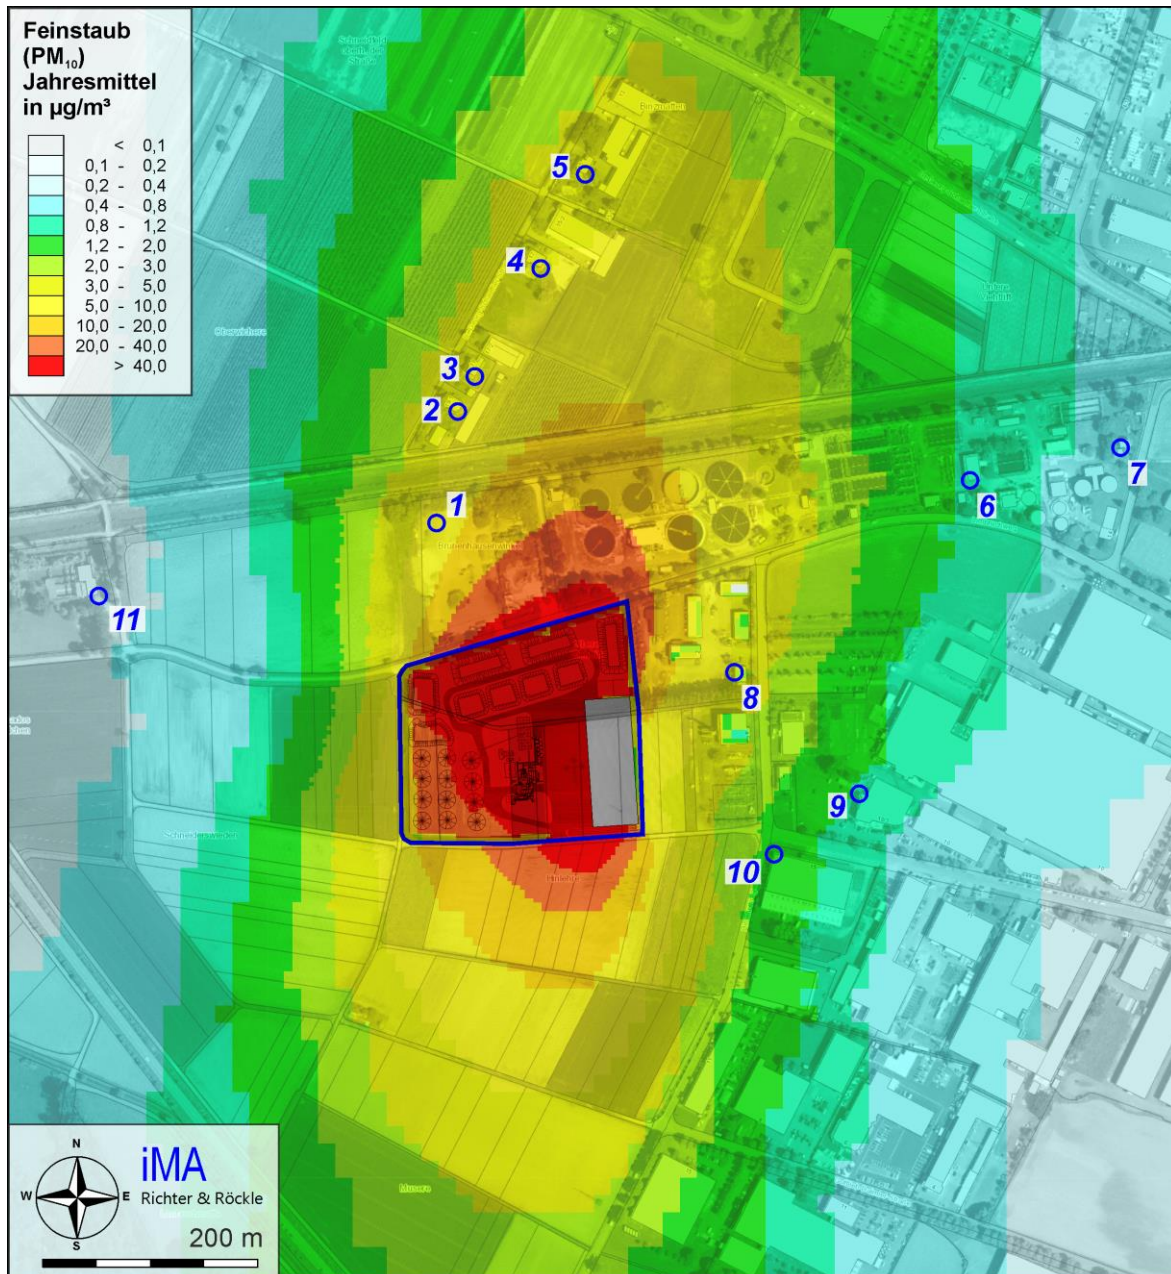 Feinstaub
(PM₁₀)
Jahresmittel
in µg/m³
< 0,1
0,1 - 0,2
0,2 - 0,4
0,4 - 0,8
0,8 - 1,2
1,2 - 2,0
2,0 - 3,0
3,0 - 5,0
5,0 - 10,0
10,0 - 20,0
20,0 - 40,0
> 40,0
Binzmatten
5
4
3
2
1
6
7
11
8
9
10
N
W E
S
iMA
Richter & Röckle
200 m